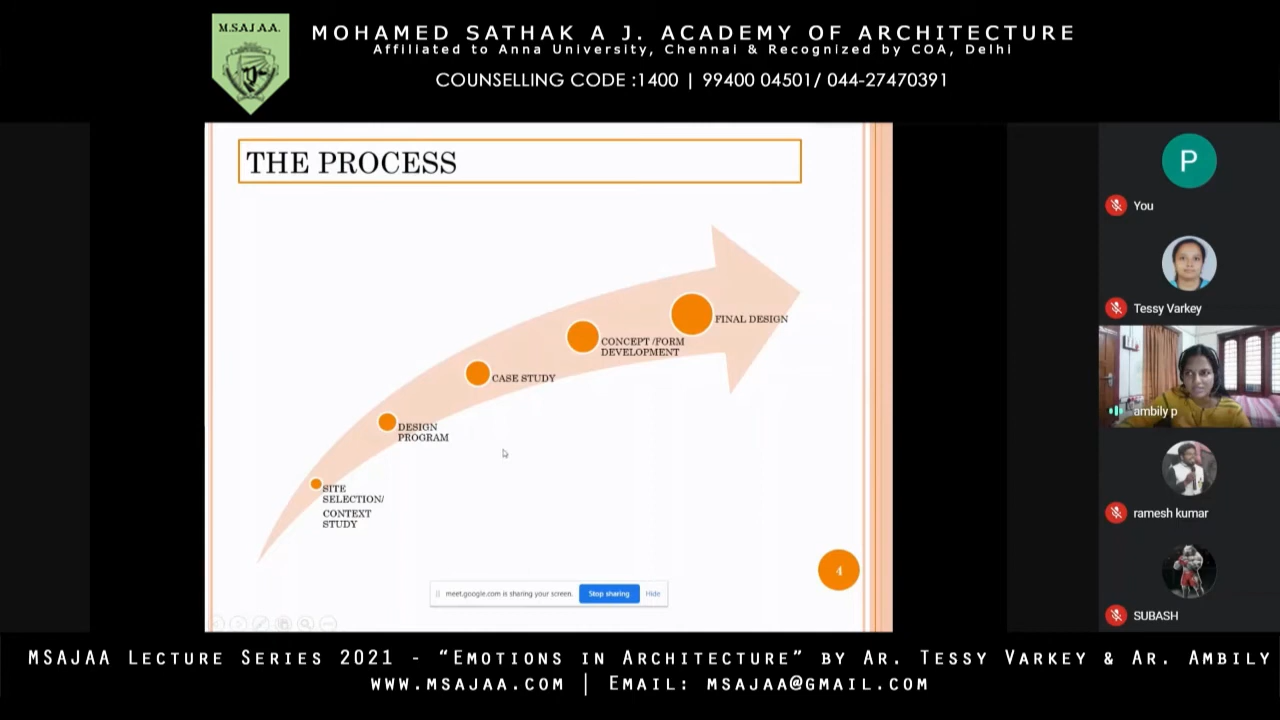 M.SAJ A.A.
MOHAMED SATHAK A J. ACADEMY OF ARCHITECTURE
Affiliated to Anna University, Chennai & Recognized by COA, Delhi
COUNSELLING CODE :1400 | 99400 04501/ 044-27470391
THE PROCESS
FINAL DESIGN
CONCEPT /FORM
DEVELOPMENT
CASE STUDY
DESIGN
PROGRAM
SITE
SELECTION/
CONTEXT
STUDY
4
meet.google.com is sharing your screen.
Stop sharing
Hide
P
You
Tessy Varkey
ambily p
ramesh kumar
SUBASH
MSAJAA Lecture Series 2021 - "Emotions in Architecture" by Ar. Tessy Varkey & Ar. Ambily
www.msajaa.com | Email: msajaa@gmail.com